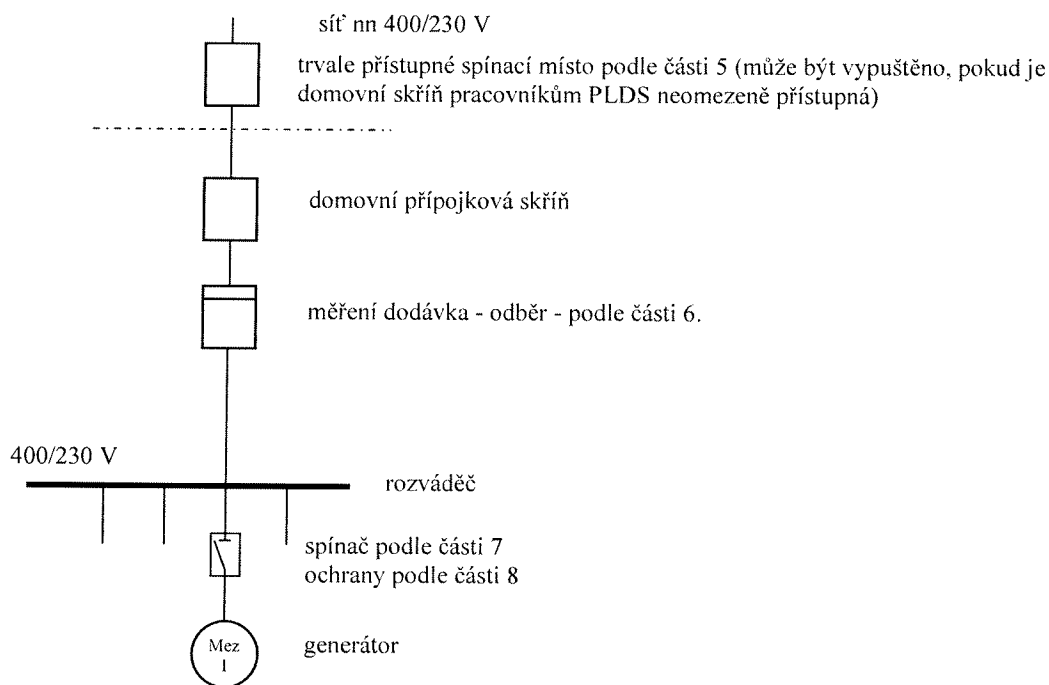 síť nn 400/230 V
trvale přístupné spínací místo podle části 5 (může být vypuštěno, pokud je
domovní skříň pracovníkům PLDS neomezeně přístupná)
domovní přípojková skříň
měření dodávka - odběr - podle části 6.
400/230 V
rozváděč
spínač podle části 7
ochrany podle části 8
Mez
1
generátor